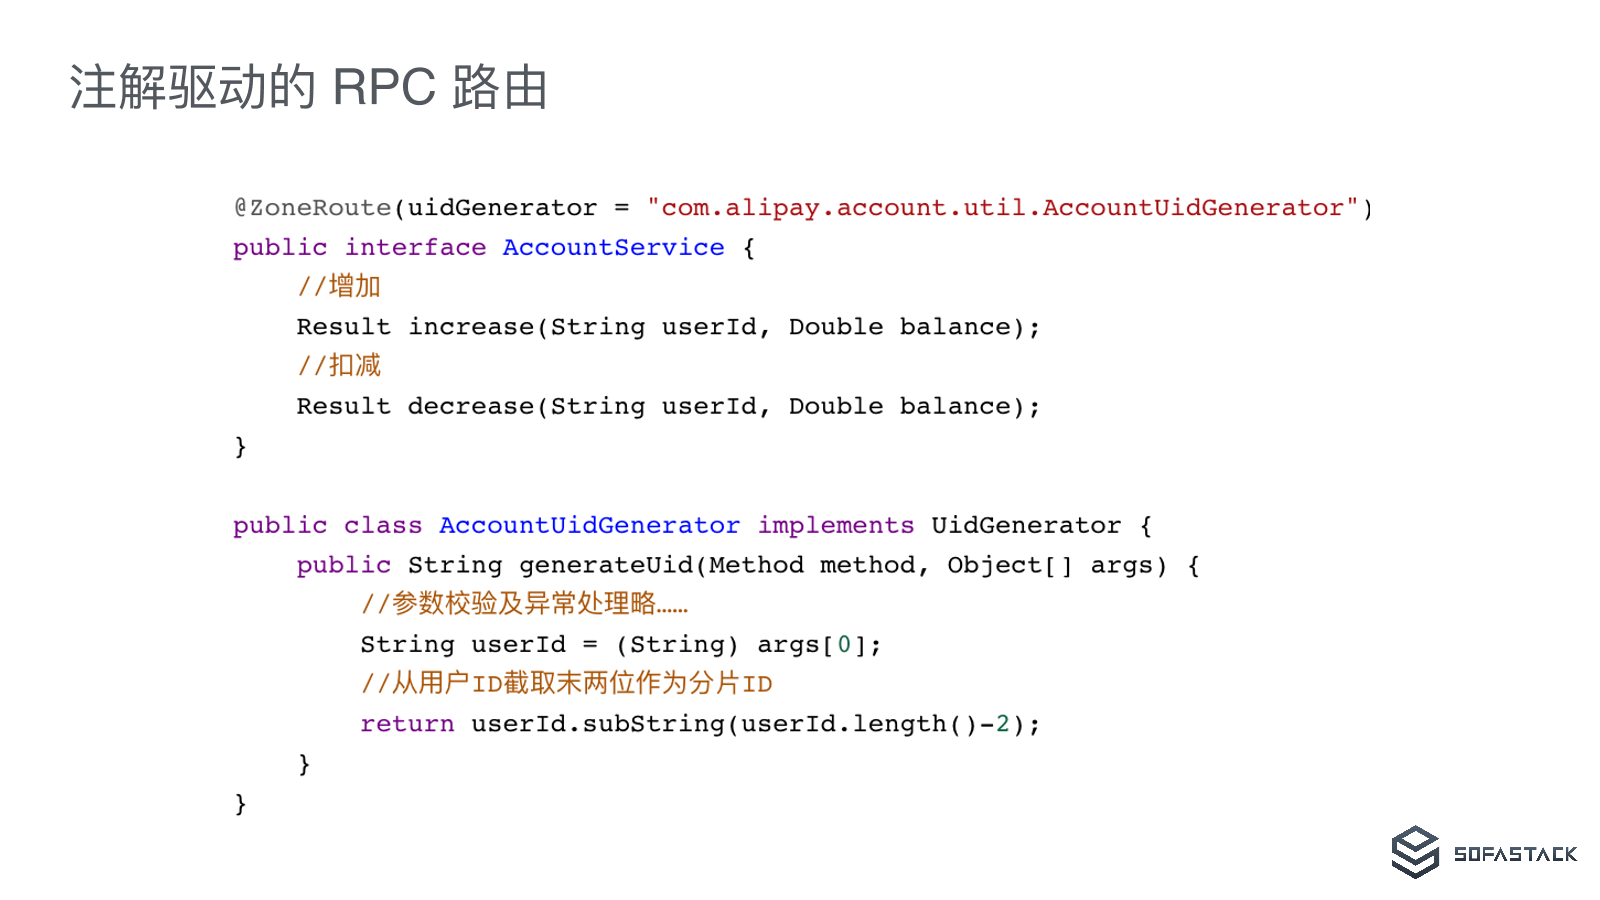 注解驱动的 RPC 路由
@ZoneRoute(uidGenerator = "com.alipay.account.util.AccountUidGenerator")
public interface AccountService {
//增加
Result increase(String userId, Double balance);
//扣减
Result decrease(String userId, Double balance);
}
public class AccountUidGenerator implements UidGenerator {
public String generateUid(Method method, Object[] args) {
//参数校验及异常处理略……
String userId = (String) args[0];
//从用户ID截取末两位作为分片ID
return userId.subString(userId.length()-2);
}
}
SOFASTACK